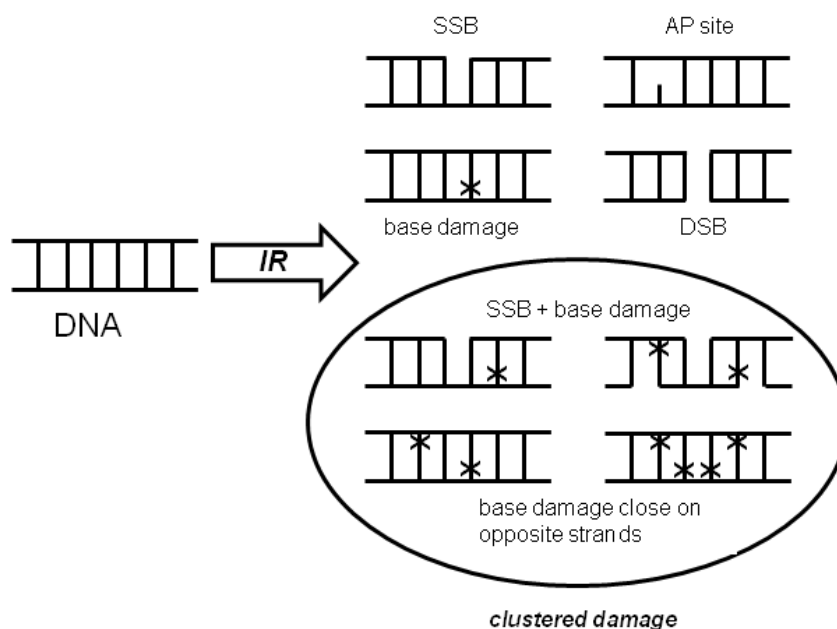 SSB
AP site
base damage
DSB
IR
DNA
SSB + base damage
base damage close on
opposite strands
clustered damage